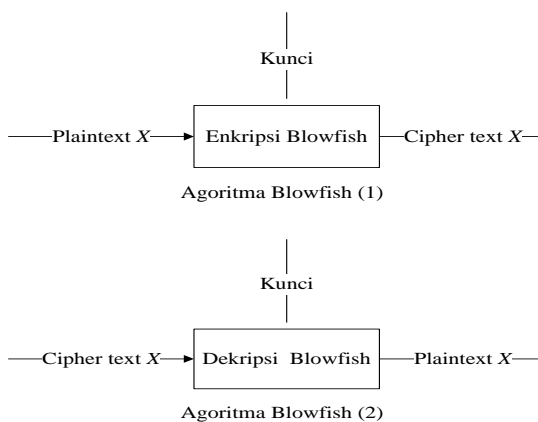 Kunci
Plaintext X Enkripsi Blowfish Cipher text X
Agoritma Blowfish (1)
Kunci
Cipher text X Dekripsi Blowfish Plaintext X
Agoritma Blowfish (2)